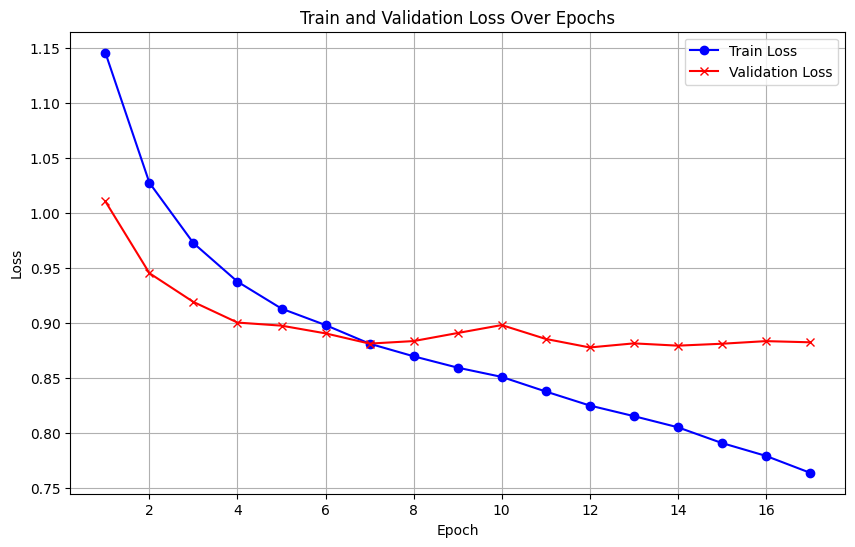 Train and Validation Loss Over Epochs
Train Loss
Validation Loss
1.15
1.10
1.05
1.00
0.95
0.90
0.85
0.80
0.75
Loss
2 4 6 8 10 12 14 16
Epoch